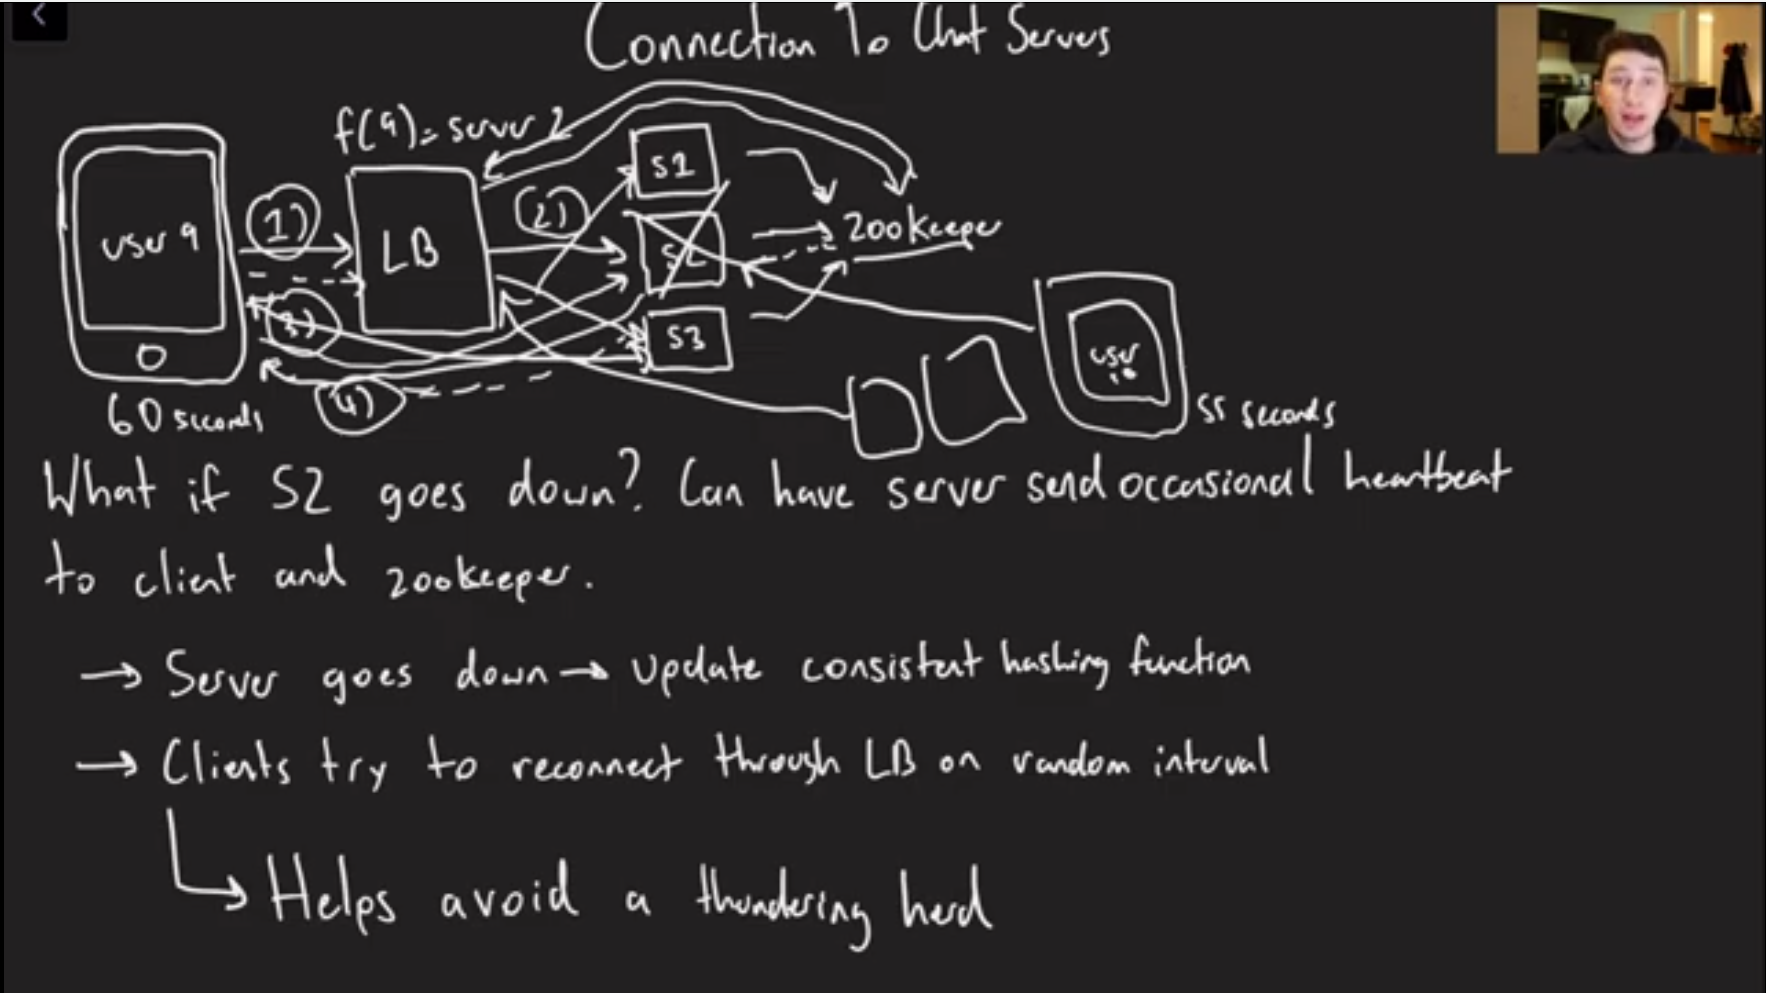 Connection To Chat Servers
f(9) = server 2
S1
1)
2)
user 9
LB
S2
zookeeper
3)
S3
user 10
4)
60 seconds
55 seconds
What if S2 goes down? Can have server send occasional heartbeat
to client and zookeeper.
→ Server goes down → update consistent hashing function
→ Clients try to reconnect through LB on random interval
↳ Helps avoid a thundering herd